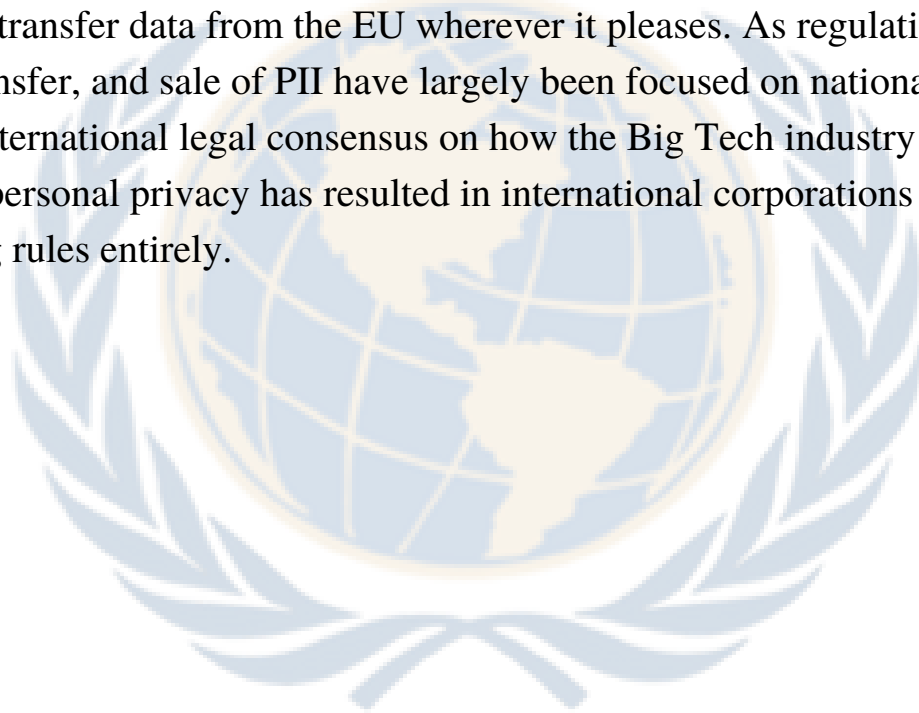 transfer data from the EU wherever it pleases. As regulati
nsfer, and sale of PII have largely been focused on nationa
ternational legal consensus on how the Big Tech industry
personal privacy has resulted in international corporations
rules entirely.